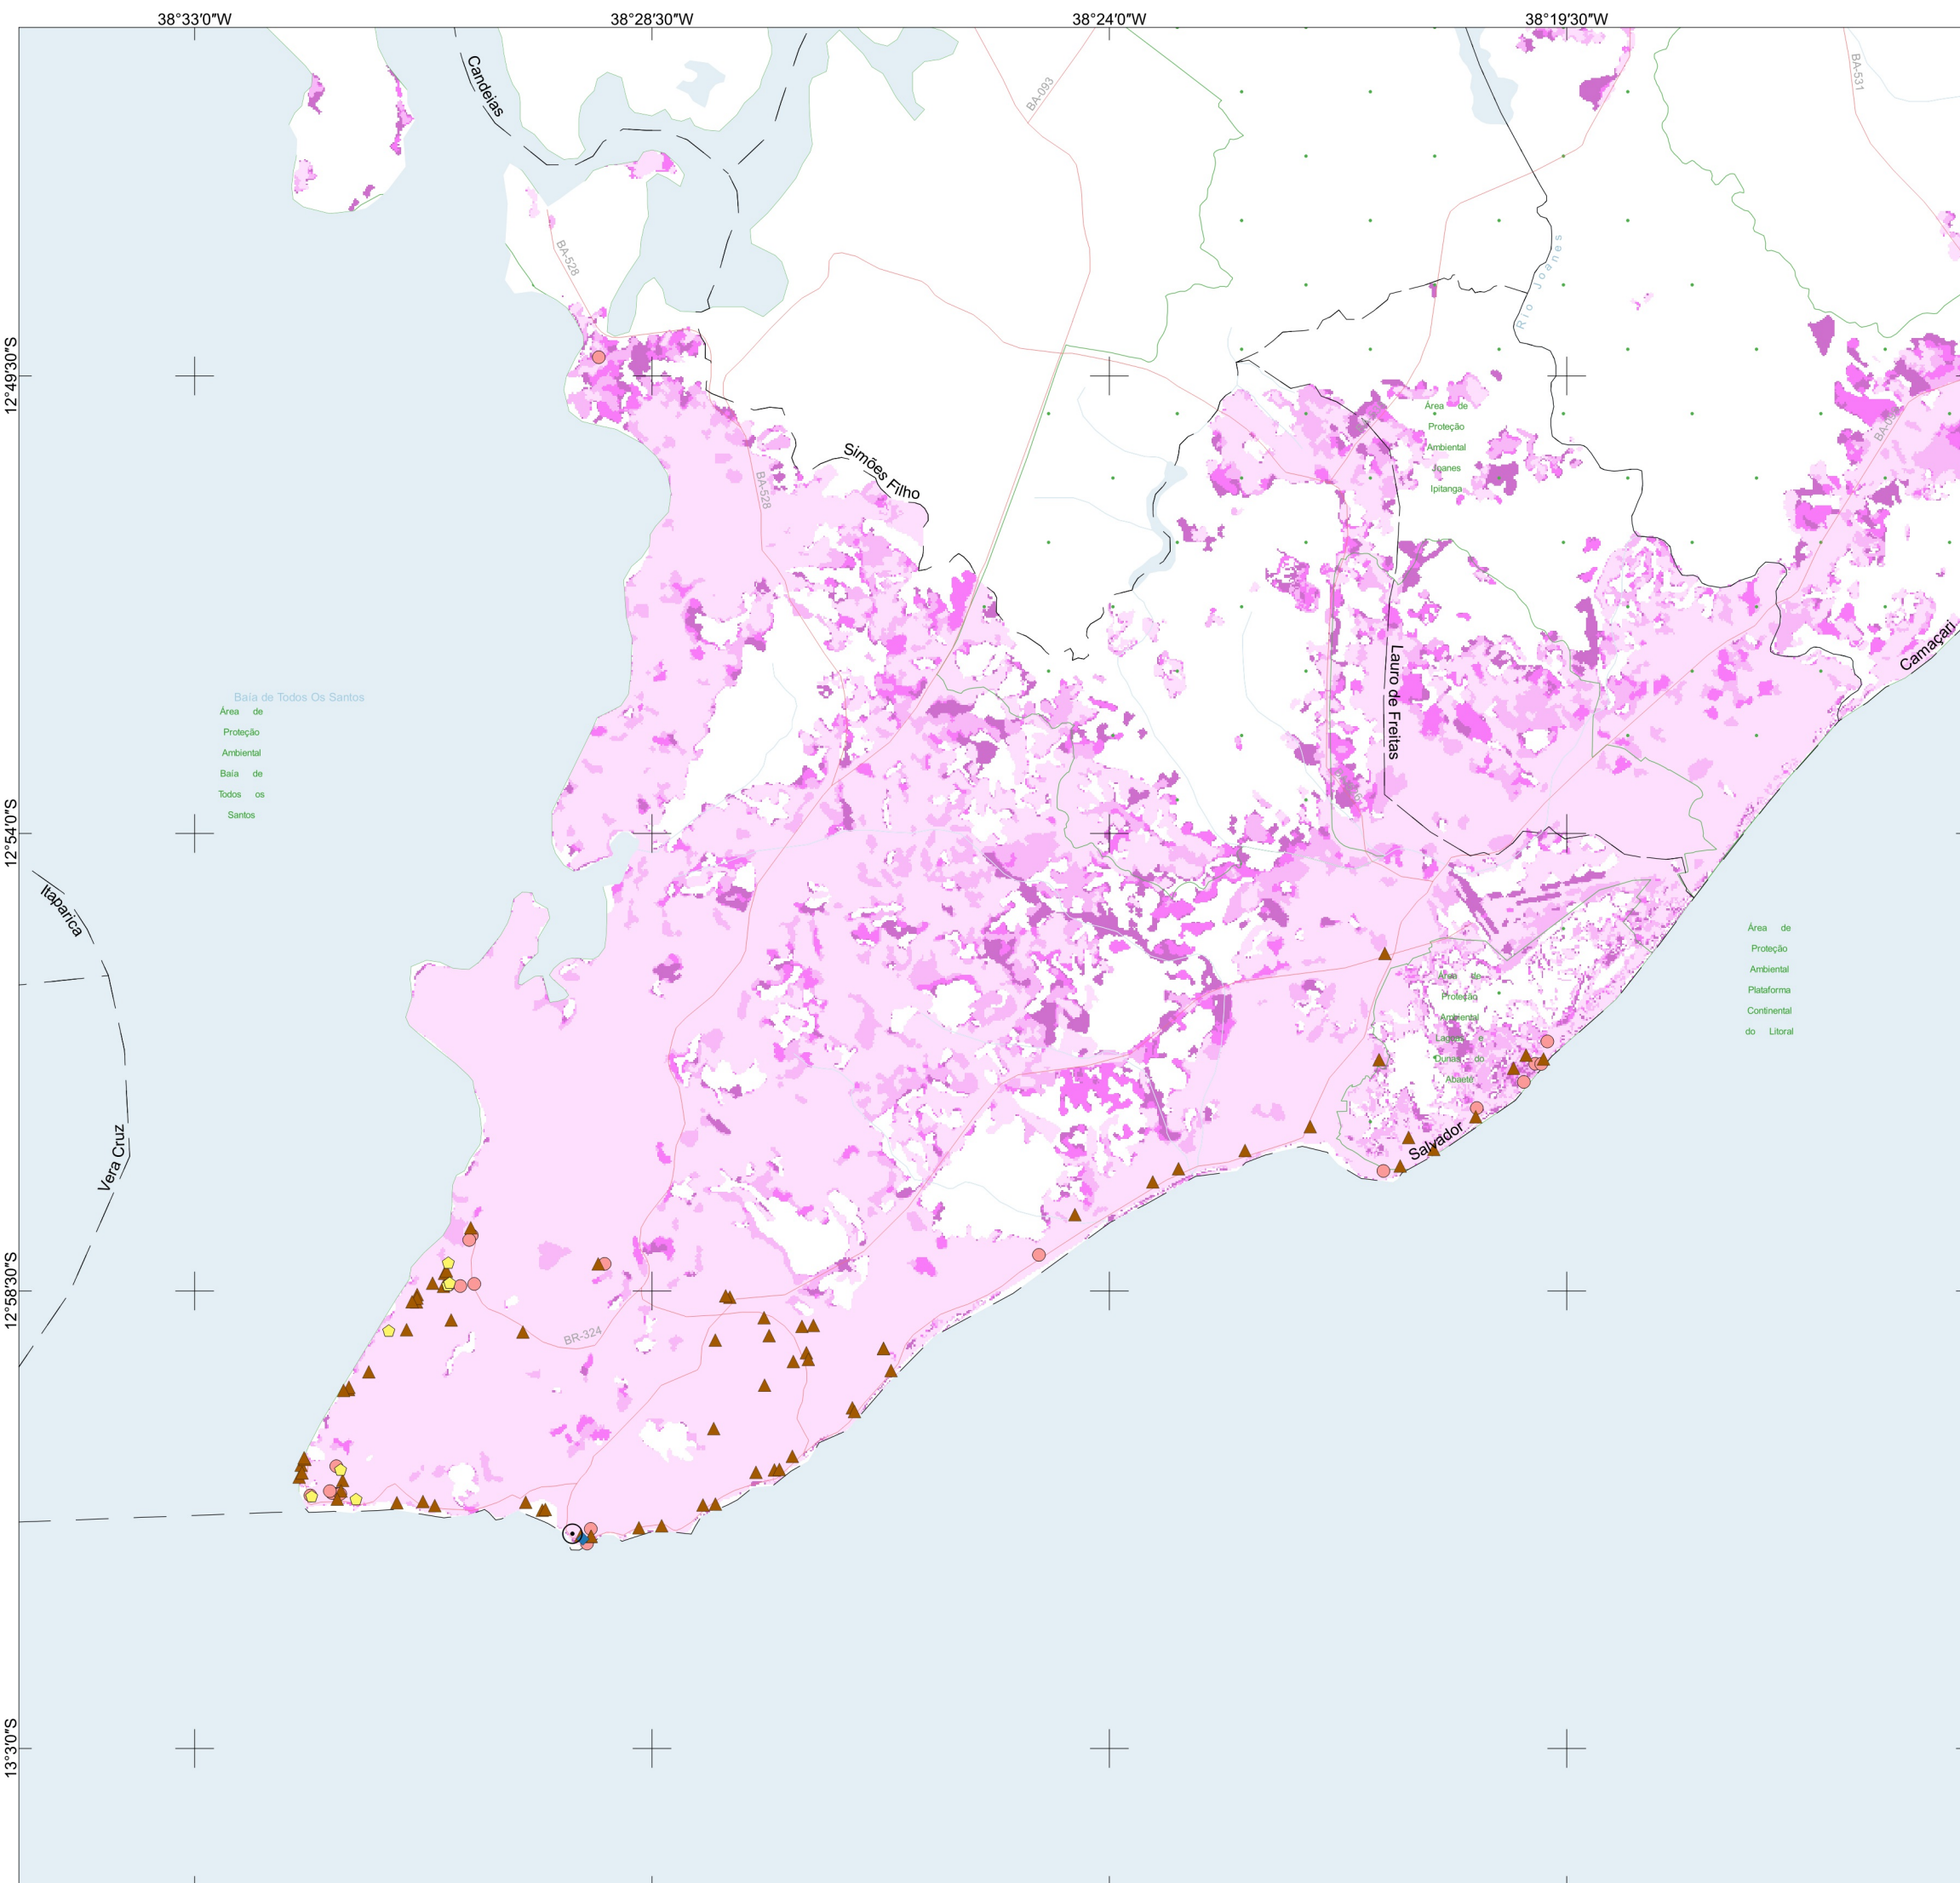 38°33'0"W
38°28'30"W
38°24'0"W
38°19'30"W
Candeias
BA-093
BA-531
BA-528
Rio Joanes
12°49'30"S
Simões Filho
BA-528
Área de
Proteção
Ambiental
Joanes
Ipitanga
Lauro de Freitas
Camaçari
Baía de Todos Os Santos
Área de
Proteção
Ambiental
Baía de
Todos os
Santos
12°54'0"S
Itaparica
Área de
Proteção
Ambiental
Plataforma
Continental
do Litoral
Área de
Proteção
Ambiental
Lagoas e
Dunas do
Abaeté
Vera Cruz
Salvador
12°58'30"S
BR-324
13°3'0"S